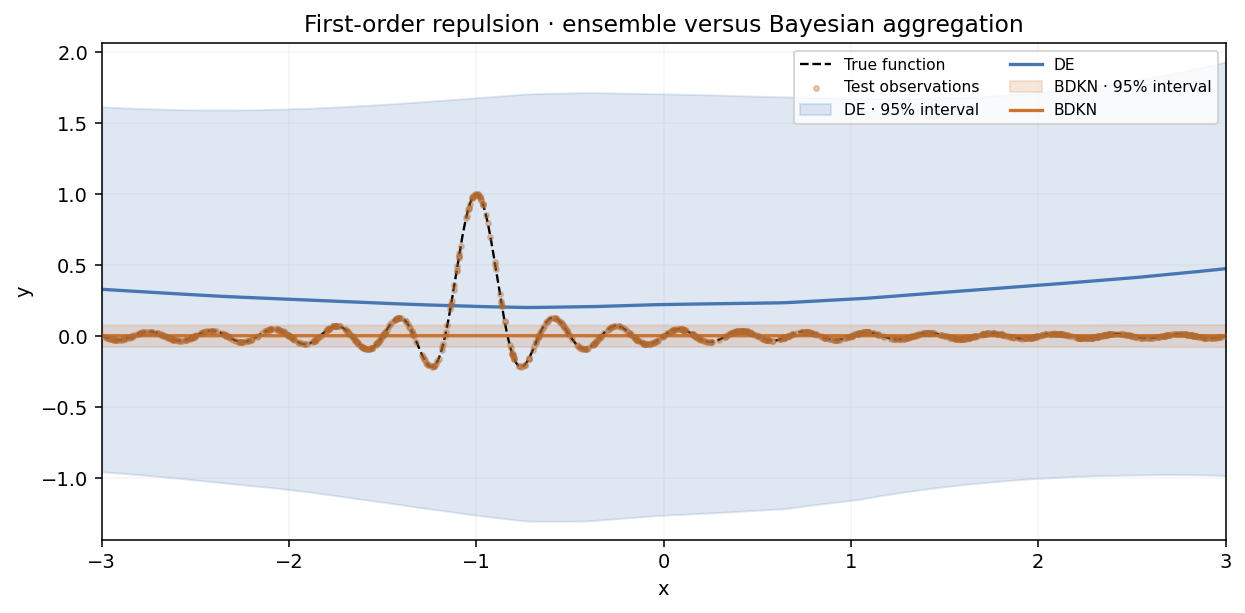 First-order repulsion · ensemble versus Bayesian aggregation
True function
Test observations
DE · 95% interval
DE
BDKN · 95% interval
BDKN
y
2.0
1.5
1.0
0.5
0.0
−0.5
−1.0
−3
−2
−1
0
1
2
3
x